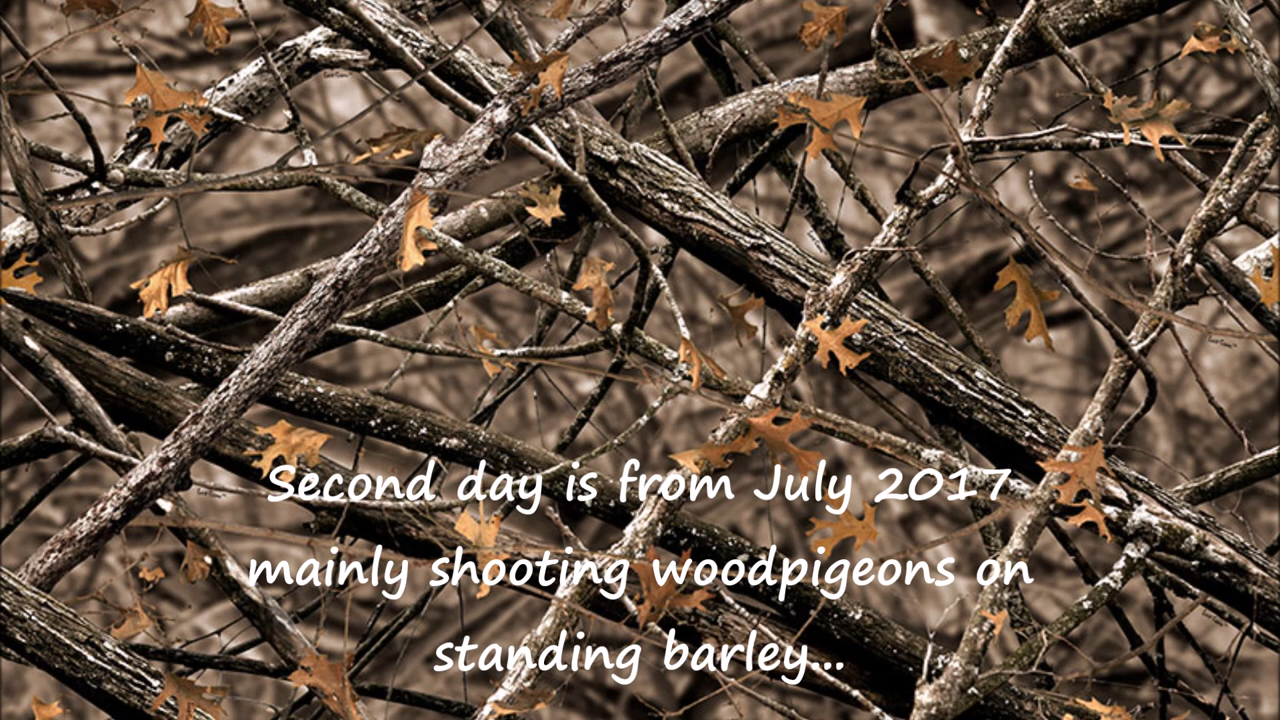 Second day is from July 2017
mainly shooting woodpigeons on
standing barley...